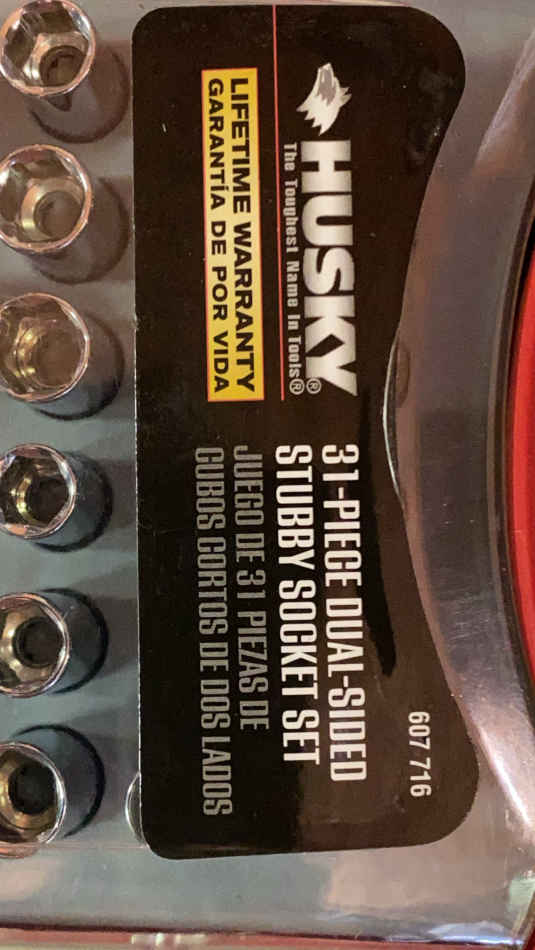 HUSKY®
The Toughest Name In Tools®
LIFETIME WARRANTY
GARANTÍA DE POR VIDA
607 716
31-PIECE DUAL-SIDED
STUBBY SOCKET SET
JUEGO DE 31 PIEZAS DE
CUBOS CORTOS DE DOS LADOS